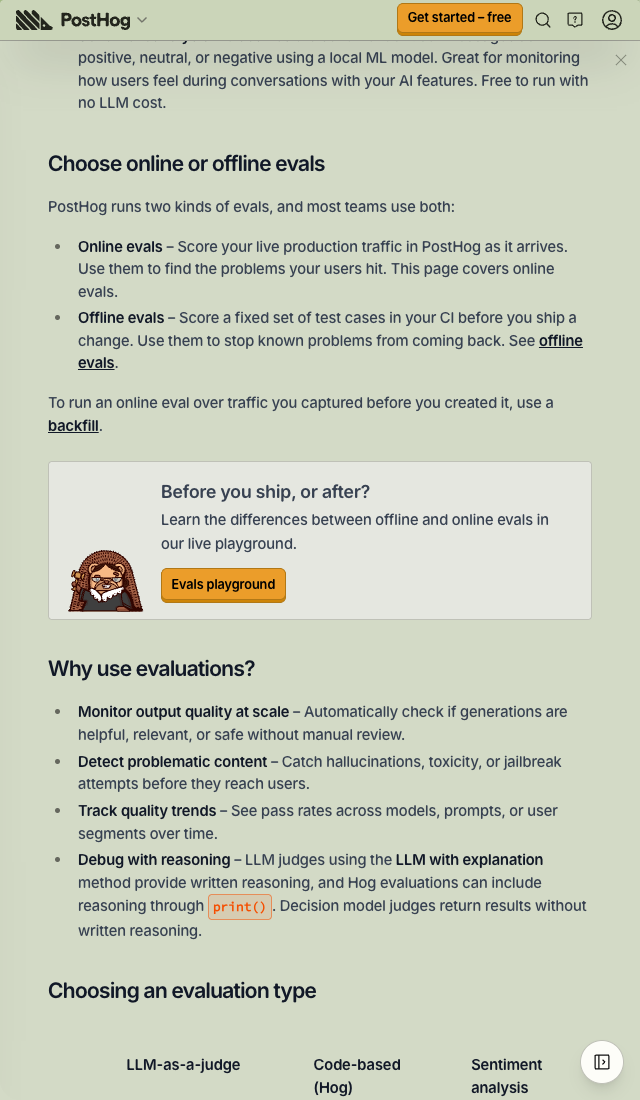 PostHog
Get started – free
positive, neutral, or negative using a local ML model. Great for monitoring
how users feel during conversations with your AI features. Free to run with
no LLM cost.
Choose online or offline evals
PostHog runs two kinds of evals, and most teams use both:
Online evals – Score your live production traffic in PostHog as it arrives.
Use them to find the problems your users hit. This page covers online
evals.
Offline evals – Score a fixed set of test cases in your CI before you ship a
change. Use them to stop known problems from coming back. See offline
evals.
To run an online eval over traffic you captured before you created it, use a
backfill.
Before you ship, or after?
Learn the differences between offline and online evals in
our live playground.
Evals playground
Why use evaluations?
Monitor output quality at scale – Automatically check if generations are
helpful, relevant, or safe without manual review.
Detect problematic content – Catch hallucinations, toxicity, or jailbreak
attempts before they reach users.
Track quality trends – See pass rates across models, prompts, or user
segments over time.
Debug with reasoning – LLM judges using the LLM with explanation
method provide written reasoning, and Hog evaluations can include
reasoning through print(). Decision model judges return results without
written reasoning.
Choosing an evaluation type
LLM-as-a-judge
Code-based
(Hog)
Sentiment
analysis